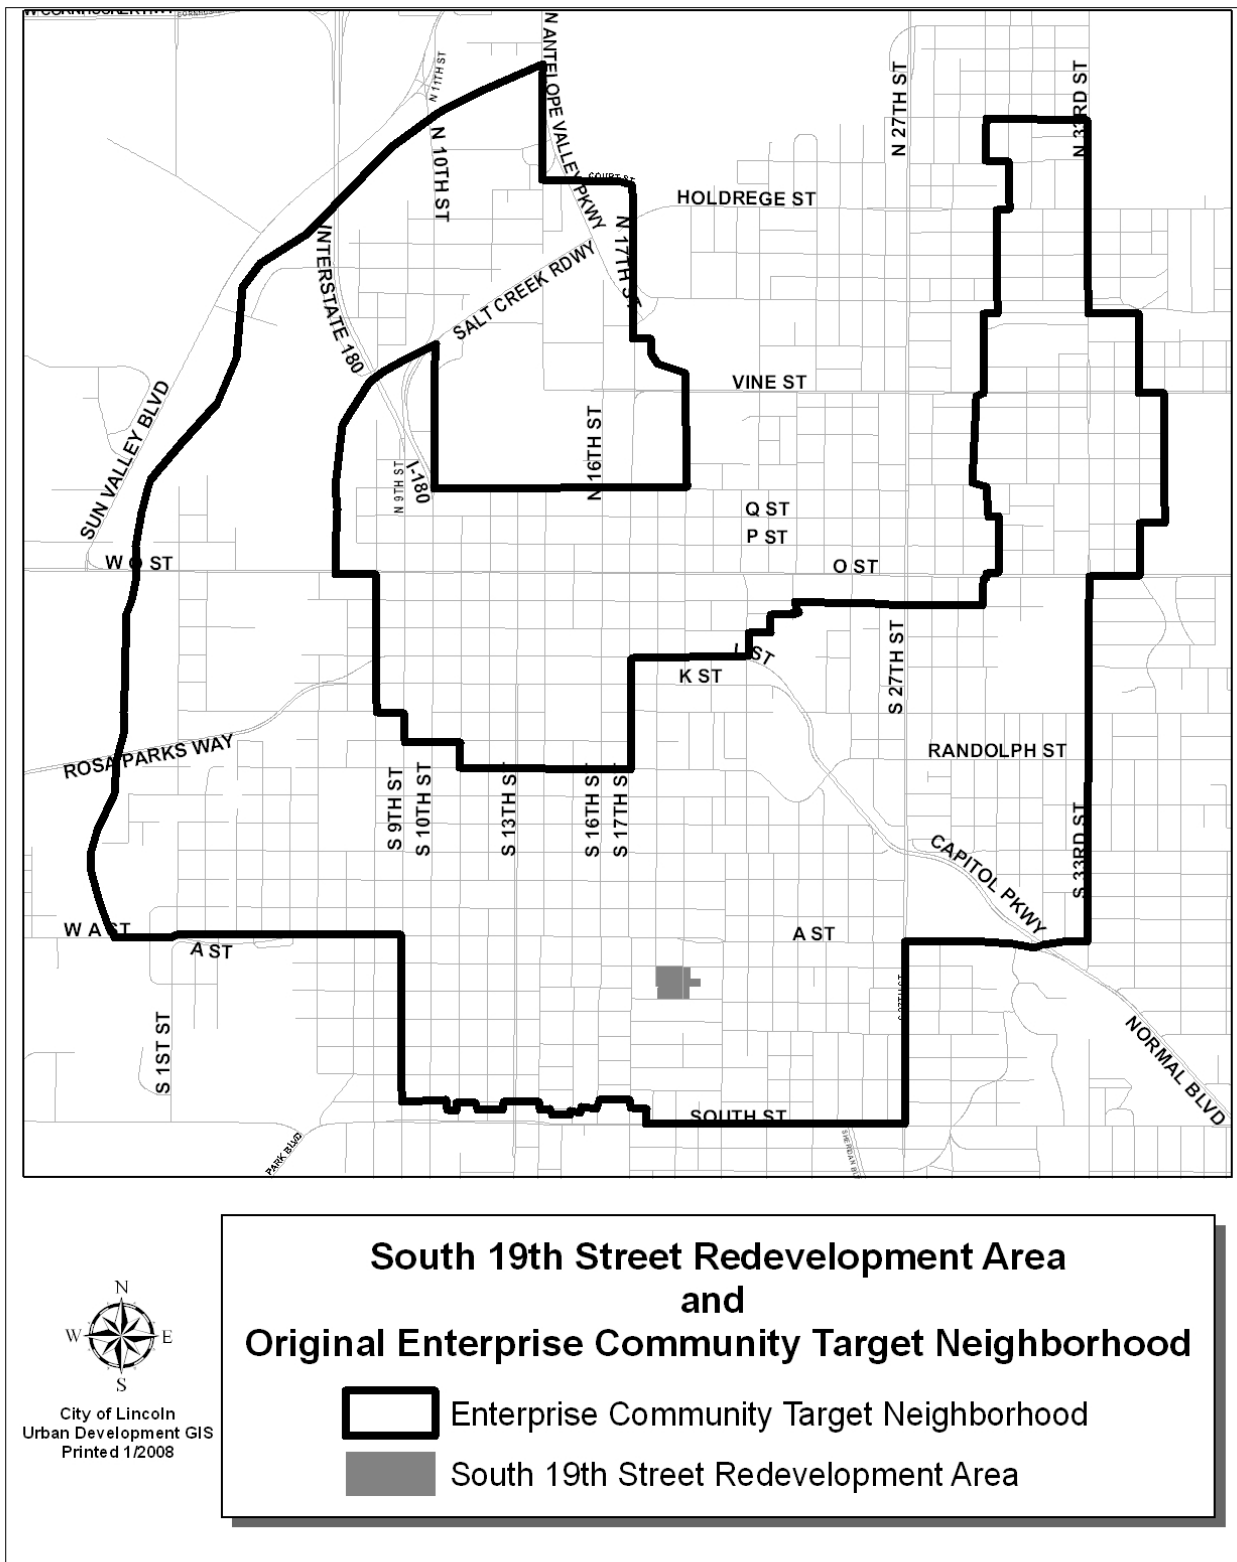 W CORNHUSKER HWY
N ANTELOPE VALLEY PKWY
N 11TH ST
N 10TH ST
N 27TH ST
N 33RD ST
COURT ST
HOLDREGE ST
N 17TH ST
INTERSTATE 180
SALT CREEK RDWY
VINE ST
SUN VALLEY BLVD
N 16TH ST
N 9TH ST
I-180
Q ST
P ST
W O ST
O ST
L ST
K ST
S 27TH ST
ROSA PARKS WAY
RANDOLPH ST
S 9TH ST
S 10TH ST
S 13TH S
S 16TH S
S 17TH S
S 33RD ST
CAPITOL PKWY
W A ST
A ST
A ST
S 27TH ST
S 1ST ST
NORMAL BLVD
SOUTH ST
PARK BLVD
SHERIDAN BL
South 19th Street Redevelopment Area
and
Original Enterprise Community Target Neighborhood
Enterprise Community Target Neighborhood
South 19th Street Redevelopment Area
N
W E
S
City of Lincoln
Urban Development GIS
Printed 1/2008